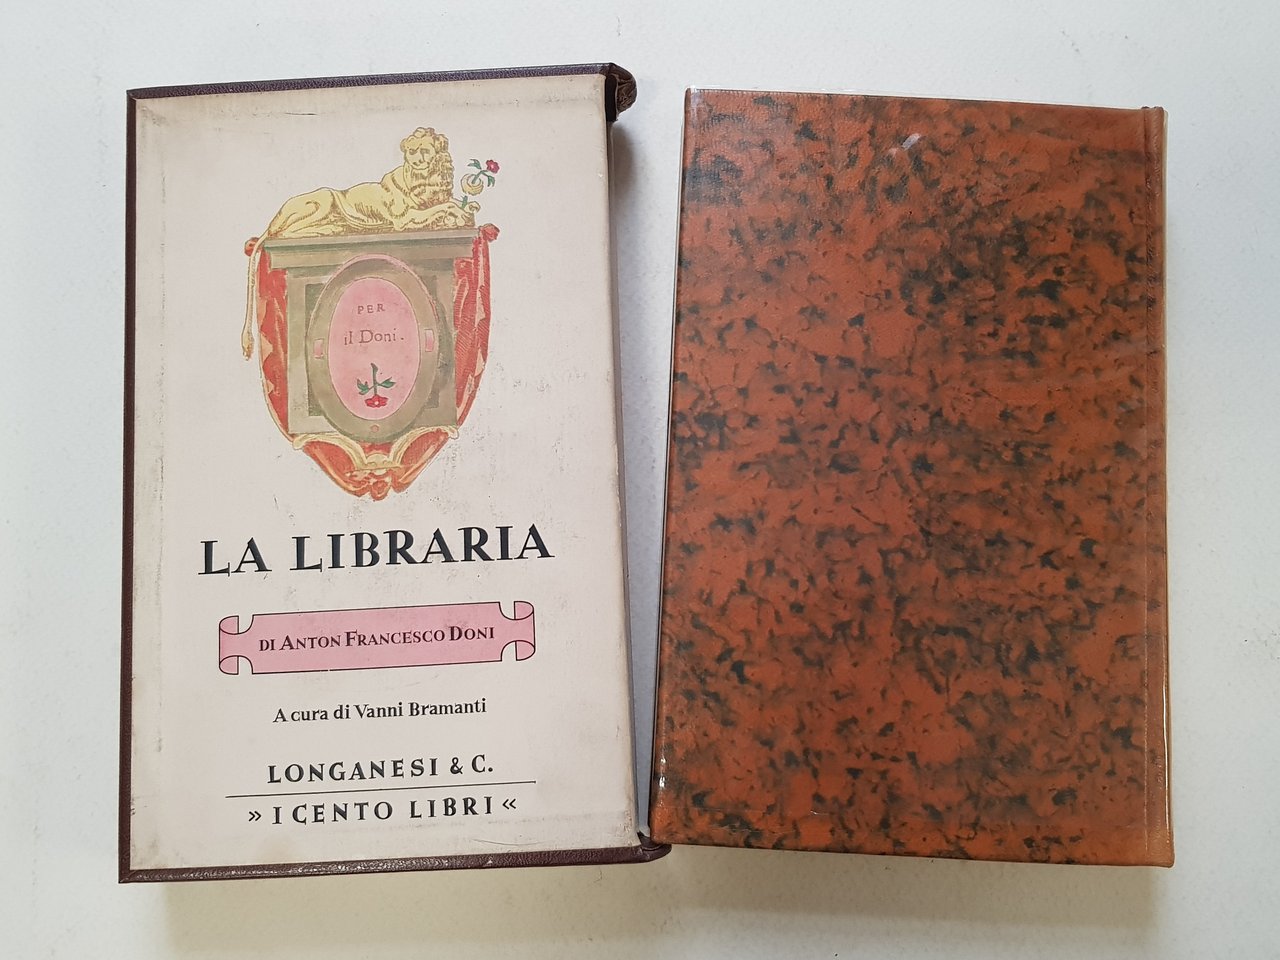 PER
il Doni.
LA LIBRARIA
DI ANTON FRANCESCO DONI
A cura di Vanni Bramanti
LONGANESI & C.
» I CENTO LIBRI «